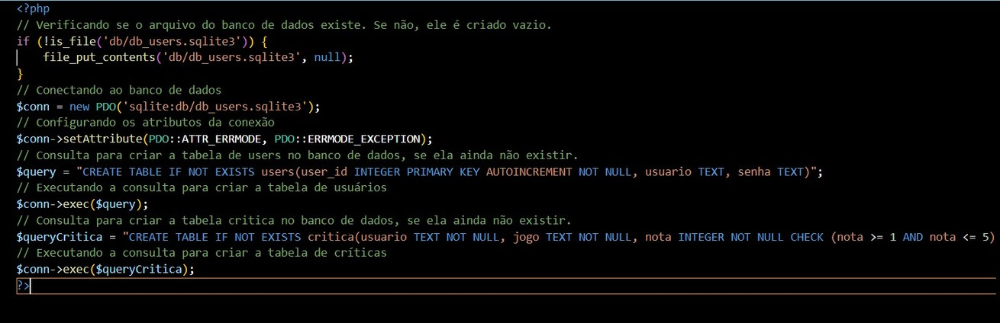 <?php
// Verificando se o arquivo do banco de dados existe. Se não, ele é criado vazio.
if (!is_file('db/db_users.sqlite3')) {
    file_put_contents('db/db_users.sqlite3', null);
}
// Conectando ao banco de dados
$conn = new PDO('sqlite:db/db_users.sqlite3');
// Configurando os atributos da conexão
$conn->setAttribute(PDO::ATTR_ERRMODE, PDO::ERRMODE_EXCEPTION);
// Consulta para criar a tabela de users no banco de dados, se ela ainda não existir.
$query = "CREATE TABLE IF NOT EXISTS users(user_id INTEGER PRIMARY KEY AUTOINCREMENT NOT NULL, usuario TEXT, senha TEXT)";
// Executando a consulta para criar a tabela de usuários
$conn->exec($query);
// Consulta para criar a tabela critica no banco de dados, se ela ainda não existir.
$queryCritica = "CREATE TABLE IF NOT EXISTS critica(usuario TEXT NOT NULL, jogo TEXT NOT NULL, nota INTEGER NOT NULL CHECK (nota >= 1 AND nota <= 5)
// Executando a consulta para criar a tabela de críticas
$conn->exec($queryCritica);
?>